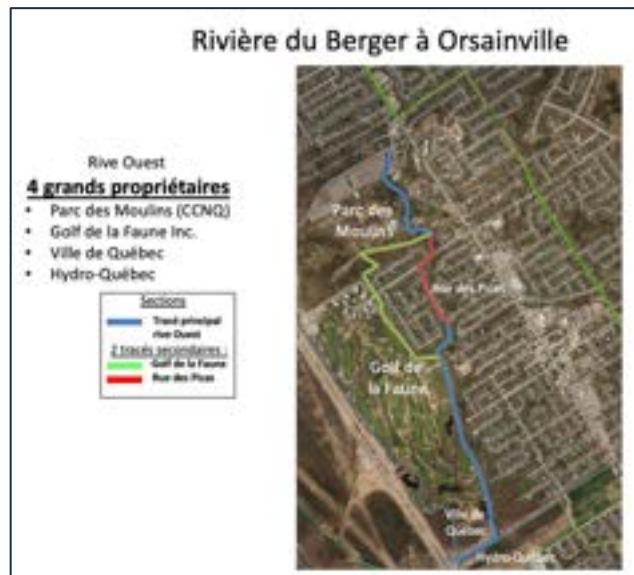 Rivière du Berger à Orsainville
Rive Ouest
4 grands propriétaires
• Parc des Moulins (CCNQ)
• Golf de la Faune Inc.
• Ville de Québec
• Hydro-Québec
Sections
Tracé principal
rive Ouest
2 tracés secondaires :
Golf de la Faune
Rue des Picas
Parc des
Moulins
Rue des Picas
Golf de
la Faune
Ville de
Québec
Hydro-Québec